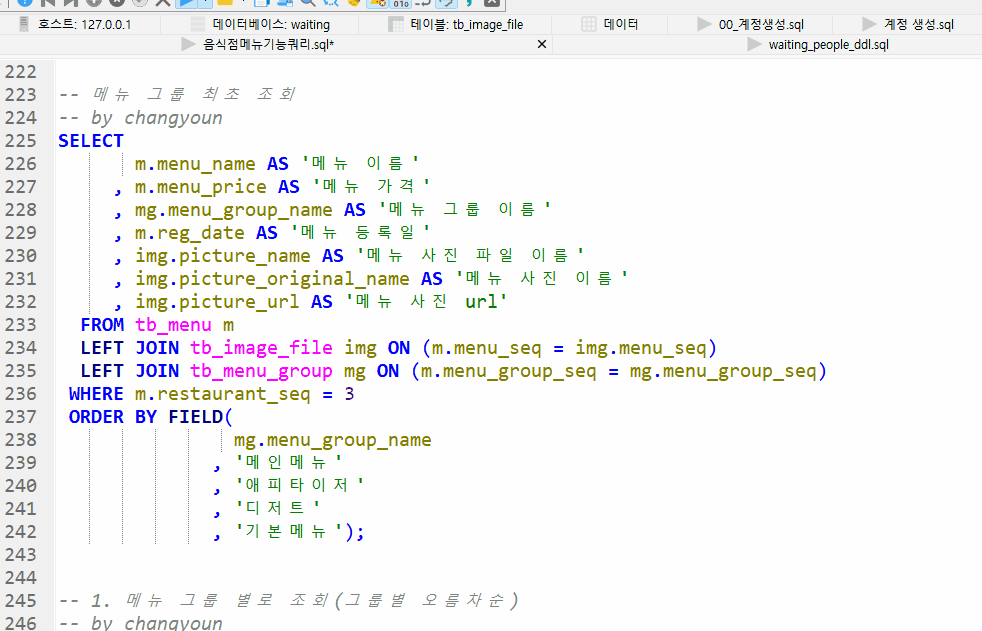 호스트: 127.0.0.1 데이터베이스: waiting 테이블: tb_image_file 데이터 00_계정생성.sql 계정 생성.sql
음식점메뉴기능쿼리.sql* waiting_people_ddl.sql
222
223 -- 메뉴 그룹 최초 조회
224 -- by changyoun
225 SELECT
226 m.menu_name AS '메뉴 이름'
227 , m.menu_price AS '메뉴 가격'
228 , mg.menu_group_name AS '메뉴 그룹 이름'
229 , m.reg_date AS '메뉴 등록일'
230 , img.picture_name AS '메뉴 사진 파일 이름'
231 , img.picture_original_name AS '메뉴 사진 이름'
232 , img.picture_url AS '메뉴 사진 url'
233 FROM tb_menu m
234 LEFT JOIN tb_image_file img ON (m.menu_seq = img.menu_seq)
235 LEFT JOIN tb_menu_group mg ON (m.menu_group_seq = mg.menu_group_seq)
236 WHERE m.restaurant_seq = 3
237 ORDER BY FIELD(
238 mg.menu_group_name
239 , '메인메뉴'
240 , '애피타이저'
241 , '디저트'
242 , '기본메뉴');
243
244
245 -- 1. 메뉴 그룹 별로 조회(그룹별 오름차순)
246 -- by changyoun